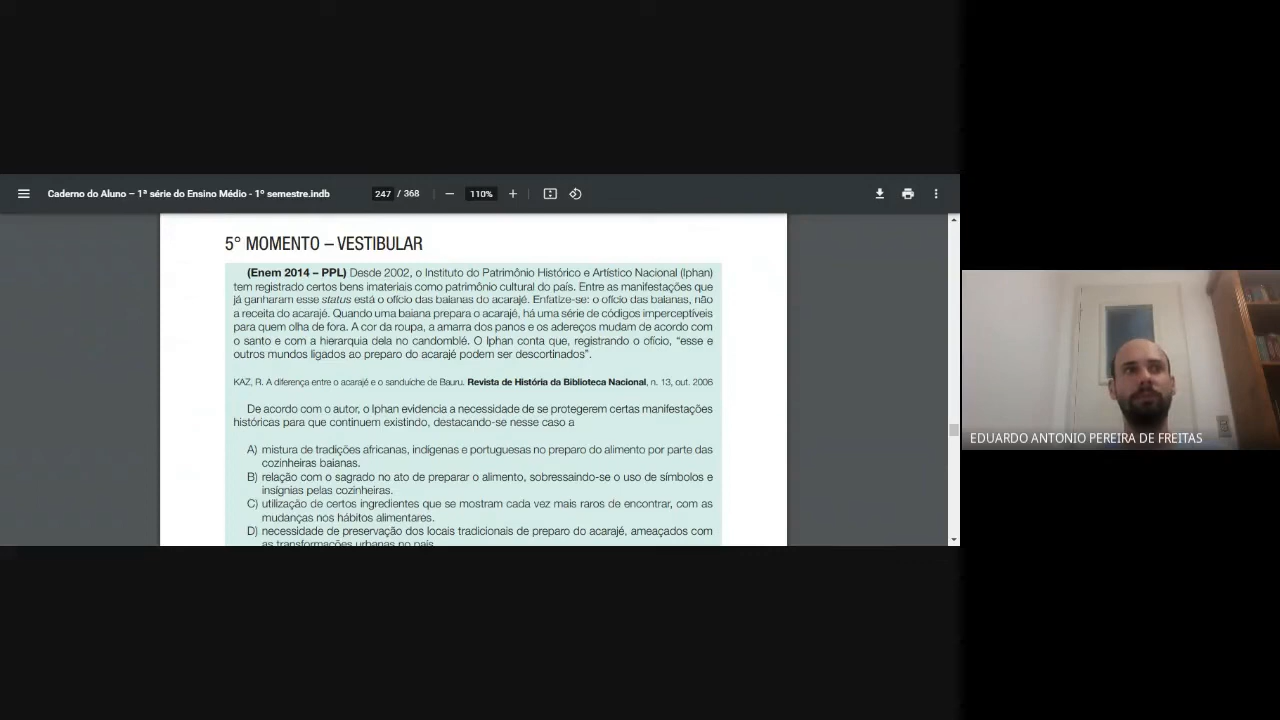 Caderno do Aluno – 1ª série do Ensino Médio - 1º semestre.indb
247 / 368
110%
5° MOMENTO – VESTIBULAR
(Enem 2014 – PPL) Desde 2002, o Instituto do Patrimônio Histórico e Artístico Nacional (Iphan)
tem registrado certos bens imateriais como patrimônio cultural do país. Entre as manifestações que
já ganharam esse status está o ofício das baianas do acarajé. Enfatize-se: o ofício das baianas, não
a receita do acarajé. Quando uma baiana prepara o acarajé, há uma série de códigos imperceptíveis
para quem olha de fora. A cor da roupa, a amarra dos panos e os adereços mudam de acordo com
o santo e com a hierarquia dela no candomblé. O Iphan conta que, registrando o ofício, “esse e
outros mundos ligados ao preparo do acarajé podem ser descortinados”.
KAZ, R. A diferença entre o acarajé e o sanduíche de Bauru. Revista de História da Biblioteca Nacional, n. 13, out. 2006
De acordo com o autor, o Iphan evidencia a necessidade de se protegerem certas manifestações
históricas para que continuem existindo, destacando-se nesse caso a
A) mistura de tradições africanas, indígenas e portuguesas no preparo do alimento por parte das
cozinheiras baianas.
B) relação com o sagrado no ato de preparar o alimento, sobressaindo-se o uso de símbolos e
insígnias pelas cozinheiras.
C) utilização de certos ingredientes que se mostram cada vez mais raros de encontrar, com as
mudanças nos hábitos alimentares.
D) necessidade de preservação dos locais tradicionais de preparo do acarajé, ameaçados com
as transformações urbanas no país.
EDUARDO ANTONIO PEREIRA DE FREITAS